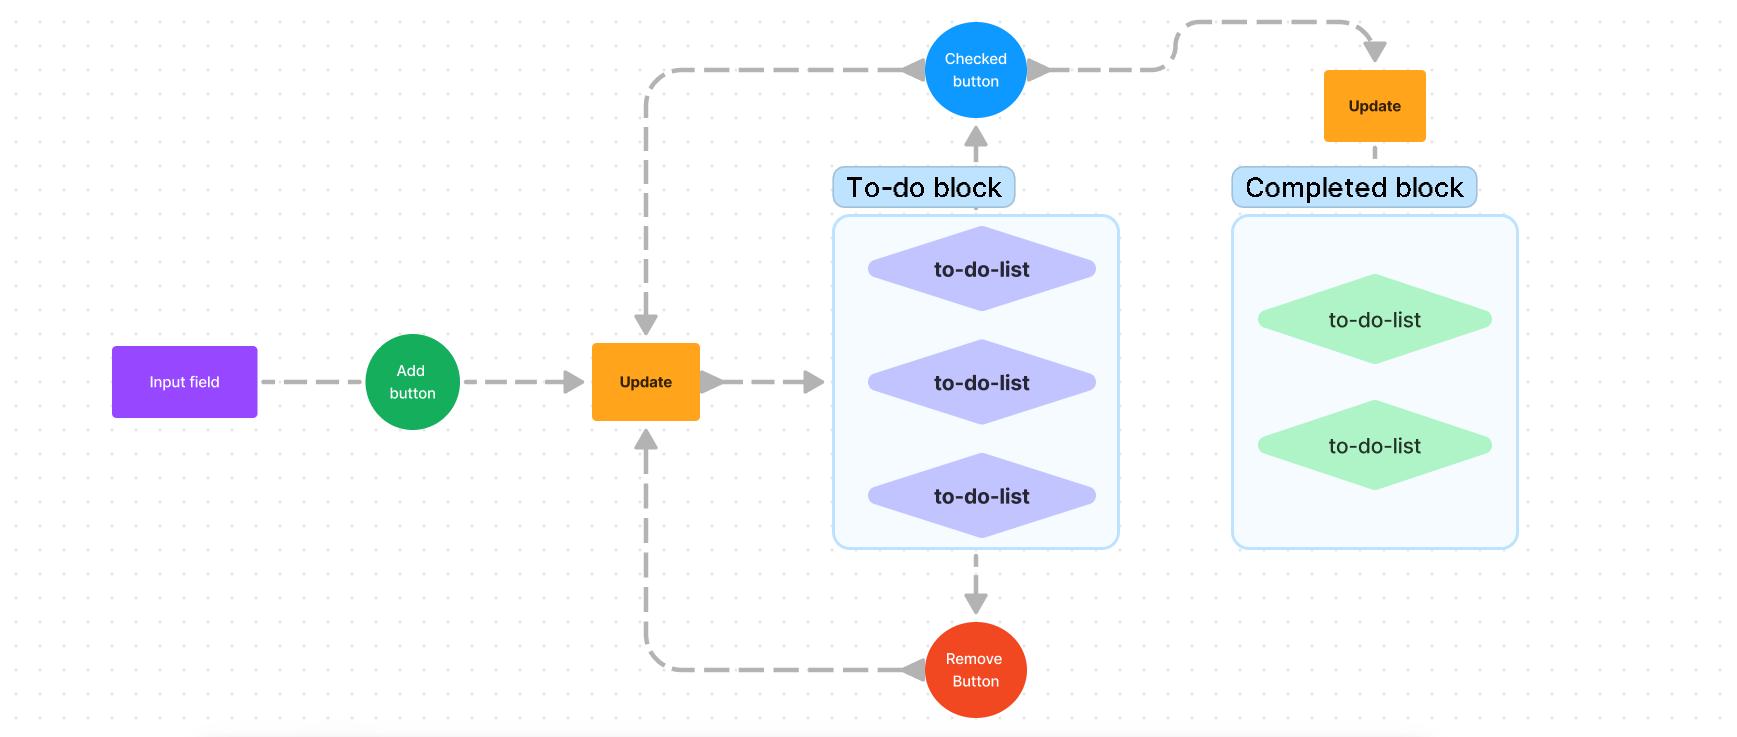 Checked
button
Update
To-do block
Completed block
to-do-list
to-do-list
Input field
Add
button
Update
to-do-list
to-do-list
to-do-list
Remove
Button